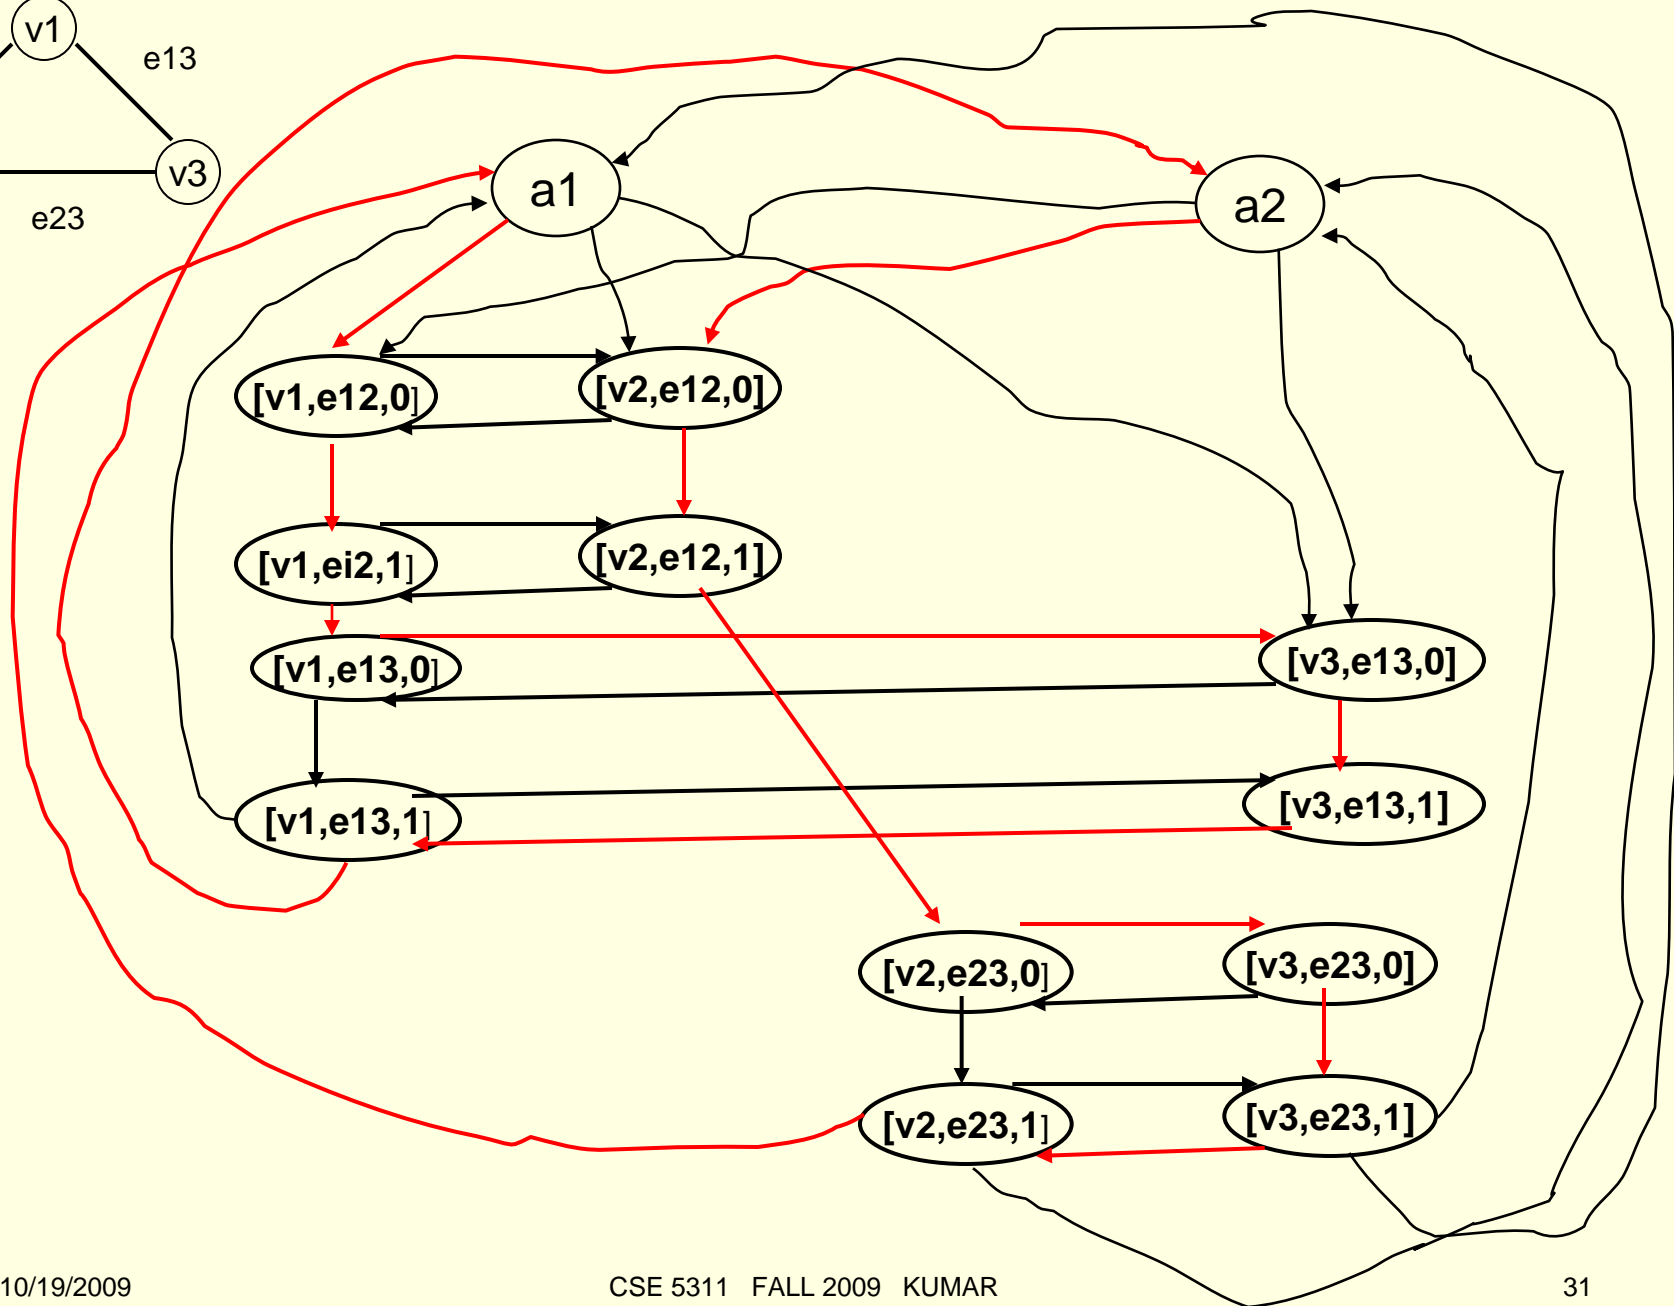 v1
e13
v3
e23
a1
a2
[v1,e12,0]
[v2,e12,0]
[v1,ei2,1]
[v2,e12,1]
[v1,e13,0]
[v3,e13,0]
[v1,e13,1]
[v3,e13,1]
[v2,e23,0]
[v3,e23,0]
[v2,e23,1]
[v3,e23,1]
10/19/2009
CSE 5311 FALL 2009 KUMAR
31